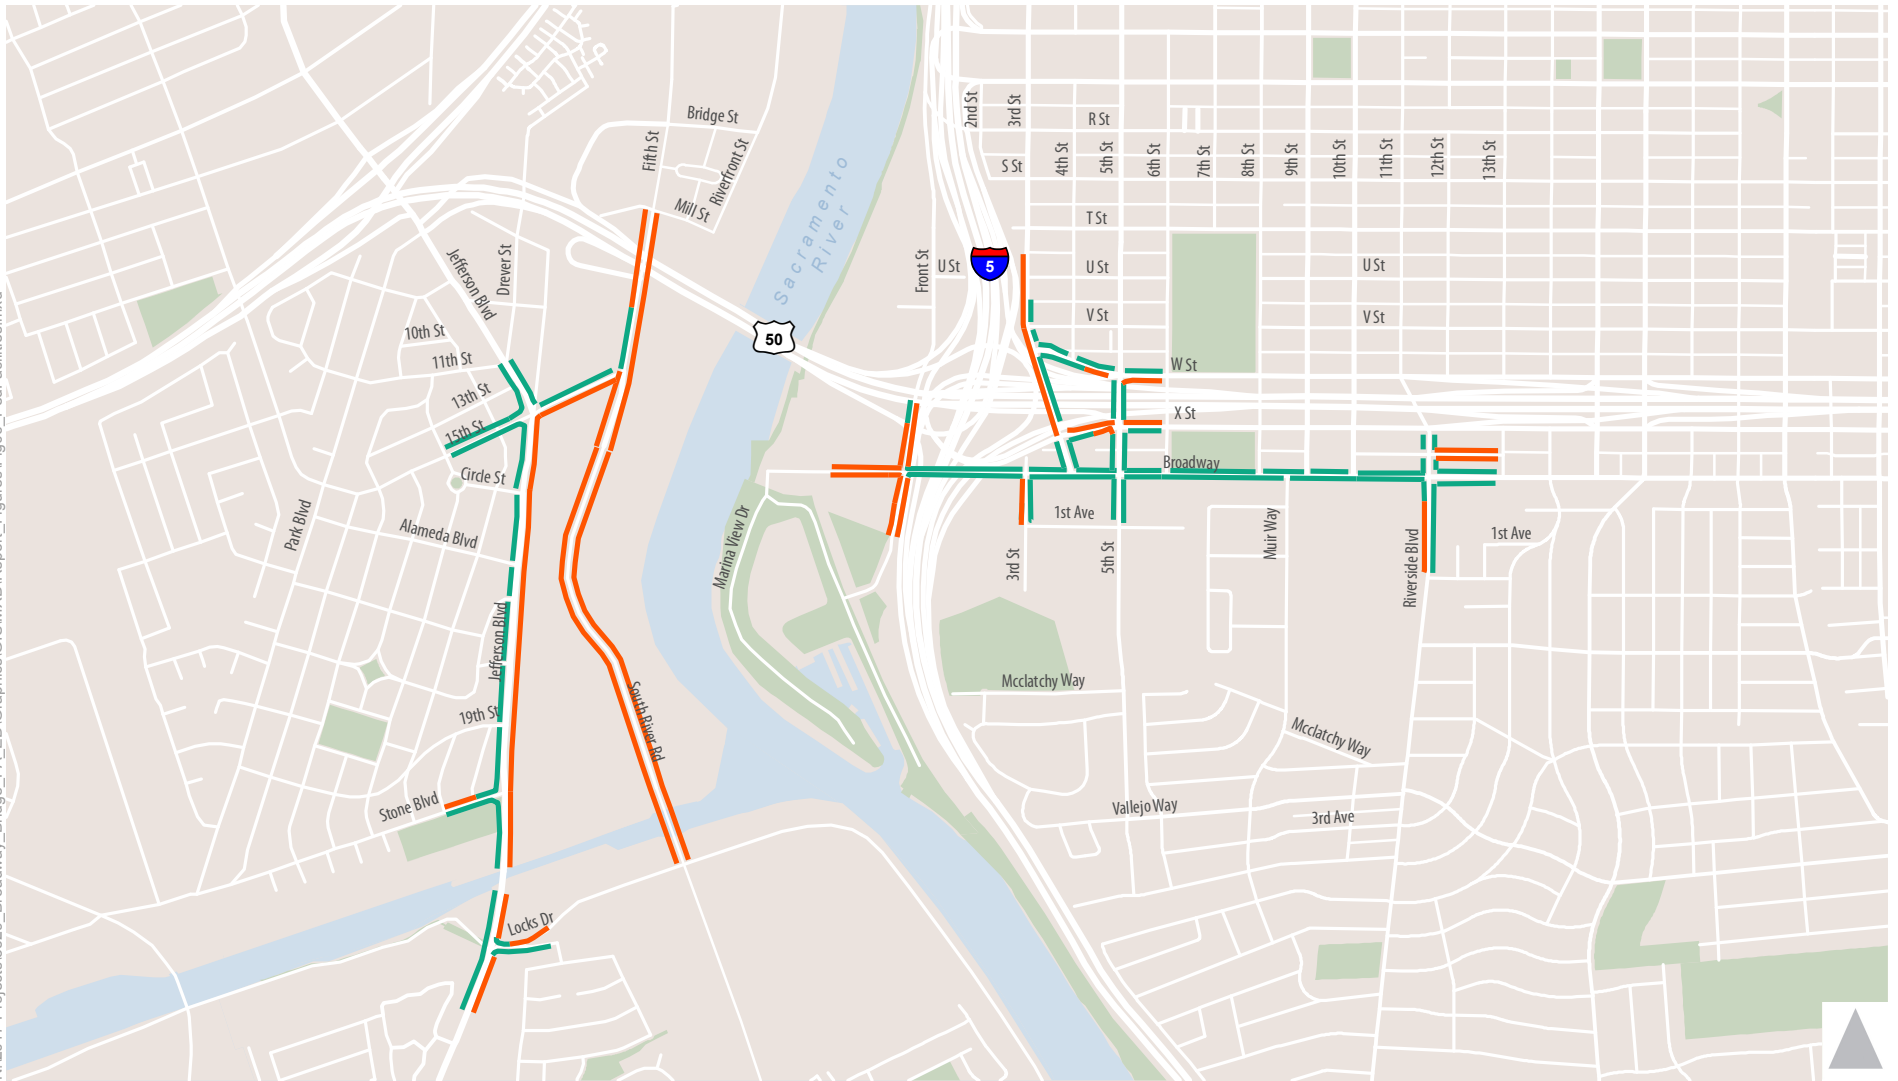 Bridge St
Fifth St
Riverfront St
Mill St
Sacramento
River
2nd St
3rd St
R St
S St
4th St
5th St
6th St
7th St
8th St
9th St
10th St
11th St
12th St
13th St
T St
Front St
U St
5
U St
U St
V St
V St
Jefferson Blvd
Drever St
10th St
11th St
13th St
15th St
50
W St
X St
Broadway
Circle St
Park Blvd
Alameda Blvd
Marina View Dr
1st Ave
3rd St
5th St
Muir Way
Riverside Blvd
1st Ave
Jefferson Blvd
19th St
South River Rd
Mcclatchy Way
Mcclatchy Way
Stone Blvd
Vallejo Way
3rd Ave
Locks Dr